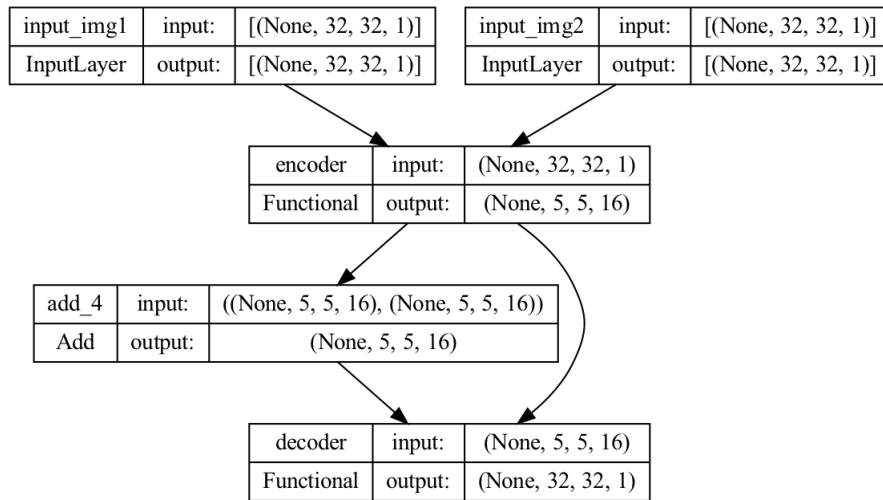 input_img1 input: [(None, 32, 32, 1)]
InputLayer output: [(None, 32, 32, 1)]
input_img2 input: [(None, 32, 32, 1)]
InputLayer output: [(None, 32, 32, 1)]
encoder input: (None, 32, 32, 1)
Functional output: (None, 5, 5, 16)
add_4 input: ((None, 5, 5, 16), (None, 5, 5, 16))
Add output: (None, 5, 5, 16)
decoder input: (None, 5, 5, 16)
Functional output: (None, 32, 32, 1)